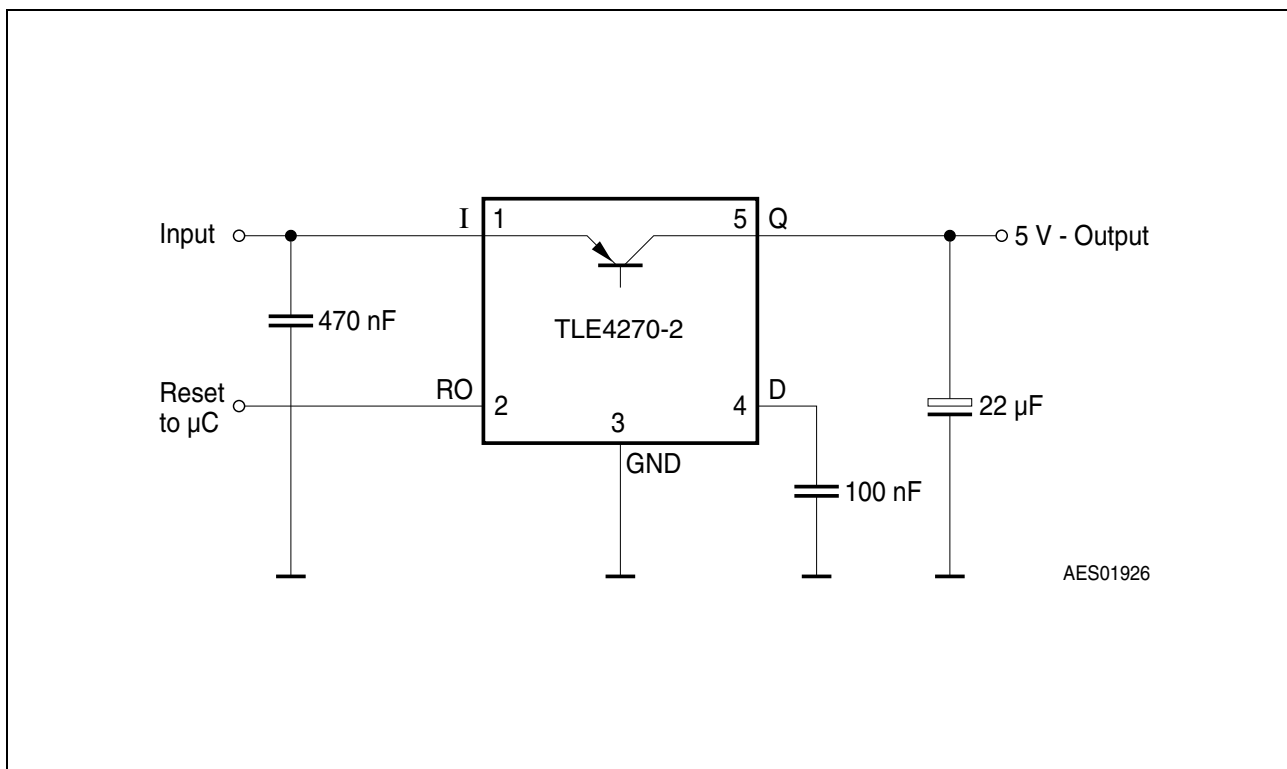 I
1
5
Q
Input
5 V - Output
470 nF
TLE4270-2
Reset
to µC
RO
2
3
4
D
GND
22 µF
100 nF
AES01926